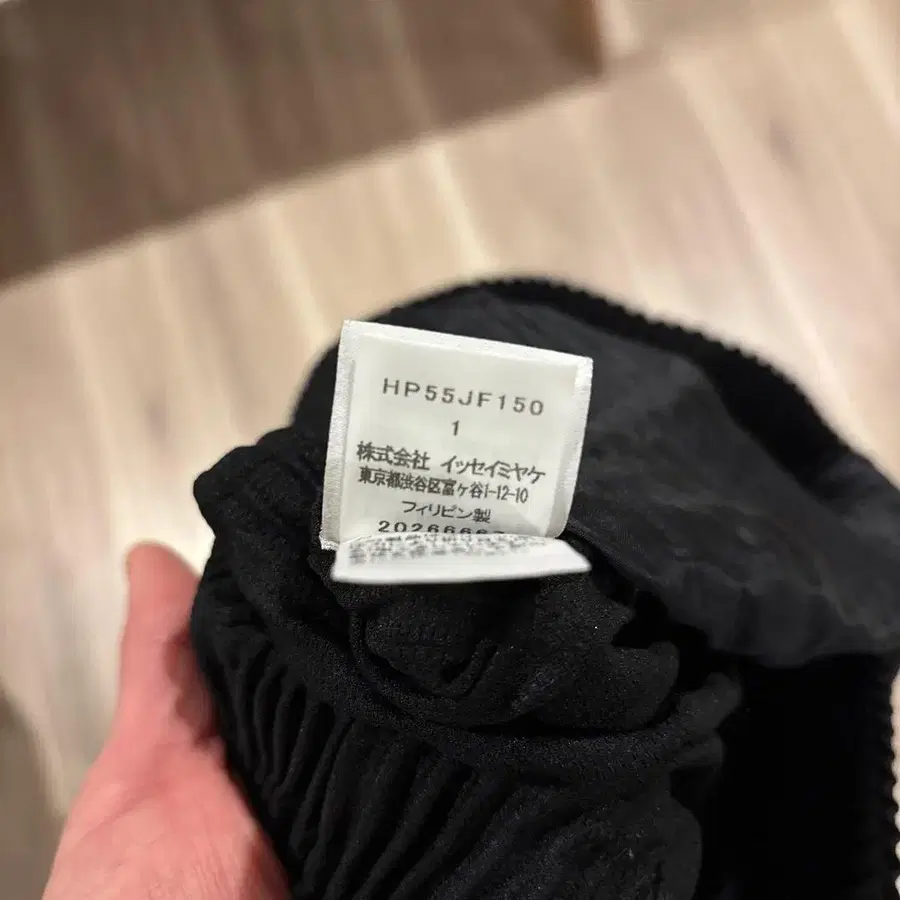 HP55JF150
1
株式会社 イッセイミヤケ
東京都渋谷区富ヶ谷1-12-10
フィリピン製